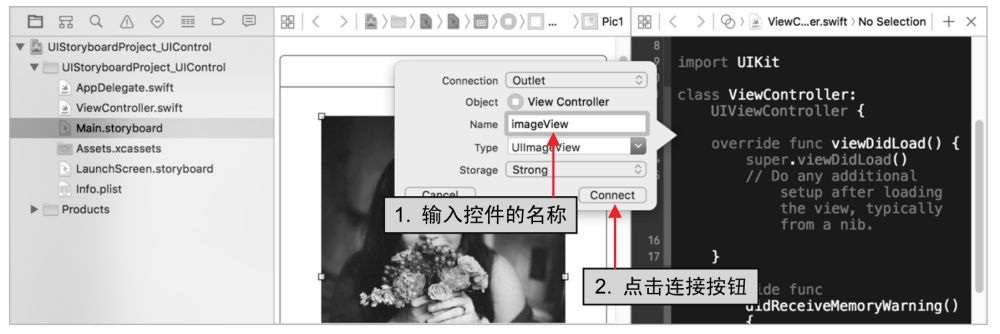 Pic1
ViewC...er.swift
No Selection
UIStoryboardProject_UIControl
UIStoryboardProject_UIControl
AppDelegate.swift
ViewController.swift
Main.storyboard
Assets.xcassets
LaunchScreen.storyboard
Info.plist
Products
Connection Outlet
Object View Controller
Name imageView
Type UIImageView
Storage Strong
Cancel Connect
1. 输入控件的名称
2. 点击连接按钮
8
9 import UIKit
class ViewController:
UIViewController {
override func viewDidLoad() {
super.viewDidLoad()
// Do any additional
setup after loading
the view, typically
from a nib.
16
17 }
ride func
didReceiveMemoryWarning()
{